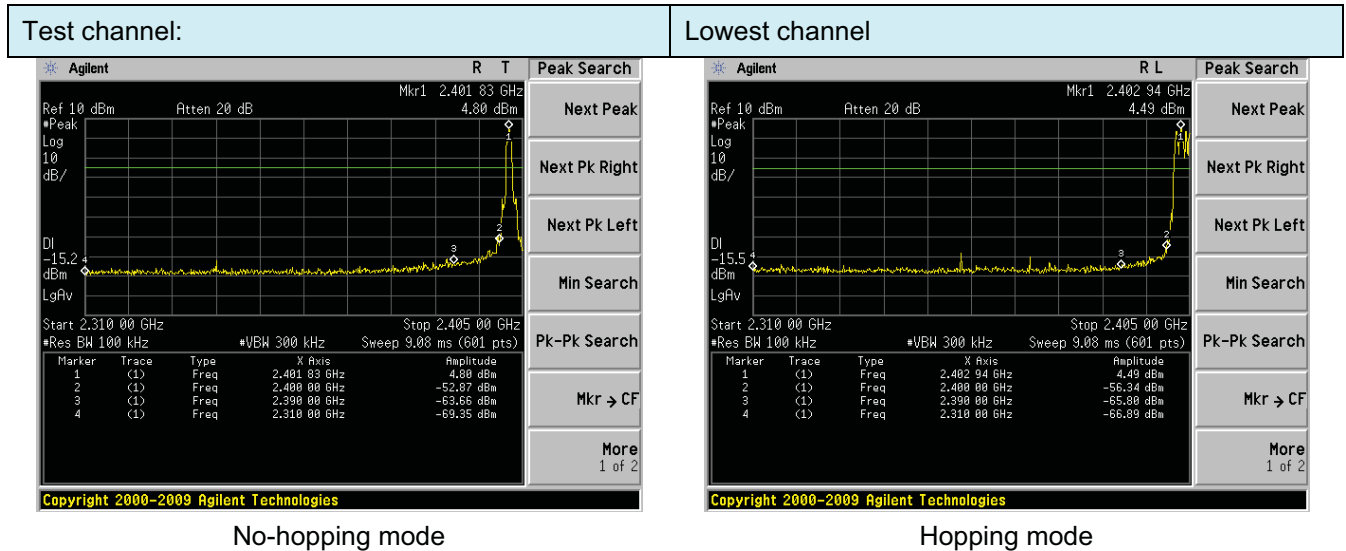 Test channel: Lowest channel
Agilent R T Peak Search
Mkr1 2.401 83 GHz
Ref 10 dBm Atten 20 dB 4.80 dBm
#Peak
Log
10
dB/
DI
-15.2
dBm
LgAv
1
2
3
4
Start 2.310 00 GHz Stop 2.405 00 GHz
#Res BW 100 kHz #VBW 300 kHz Sweep 9.08 ms (601 pts)
Marker Trace Type X Axis Amplitude
1 (1) Freq 2.401 83 GHz 4.80 dBm
2 (1) Freq 2.400 00 GHz -52.87 dBm
3 (1) Freq 2.390 00 GHz -63.66 dBm
4 (1) Freq 2.310 00 GHz -69.35 dBm
Next Peak
Next Pk Right
Next Pk Left
Min Search
Pk-Pk Search
Mkr → CF
More
1 of 2
Copyright 2000-2009 Agilent Technologies
No-hopping mode
Agilent R L Peak Search
Mkr1 2.402 94 GHz
Ref 10 dBm Atten 20 dB 4.49 dBm
#Peak
Log
10
dB/
DI
-15.5
dBm
LgAv
1
2
3
4
Start 2.310 00 GHz Stop 2.405 00 GHz
#Res BW 100 kHz #VBW 300 kHz Sweep 9.08 ms (601 pts)
Marker Trace Type X Axis Amplitude
1 (1) Freq 2.402 94 GHz 4.49 dBm
2 (1) Freq 2.400 00 GHz -56.34 dBm
3 (1) Freq 2.390 00 GHz -65.80 dBm
4 (1) Freq 2.310 00 GHz -66.89 dBm
Next Peak
Next Pk Right
Next Pk Left
Min Search
Pk-Pk Search
Mkr → CF
More
1 of 2
Copyright 2000-2009 Agilent Technologies
Hopping mode